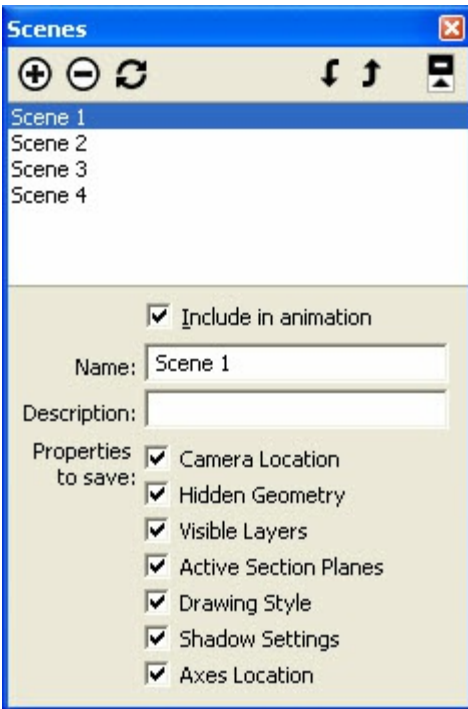 Scenes
Scene 1
Scene 2
Scene 3
Scene 4
Include in animation
Name: Scene 1
Description:
Properties to save:
Camera Location
Hidden Geometry
Visible Layers
Active Section Planes
Drawing Style
Shadow Settings
Axes Location